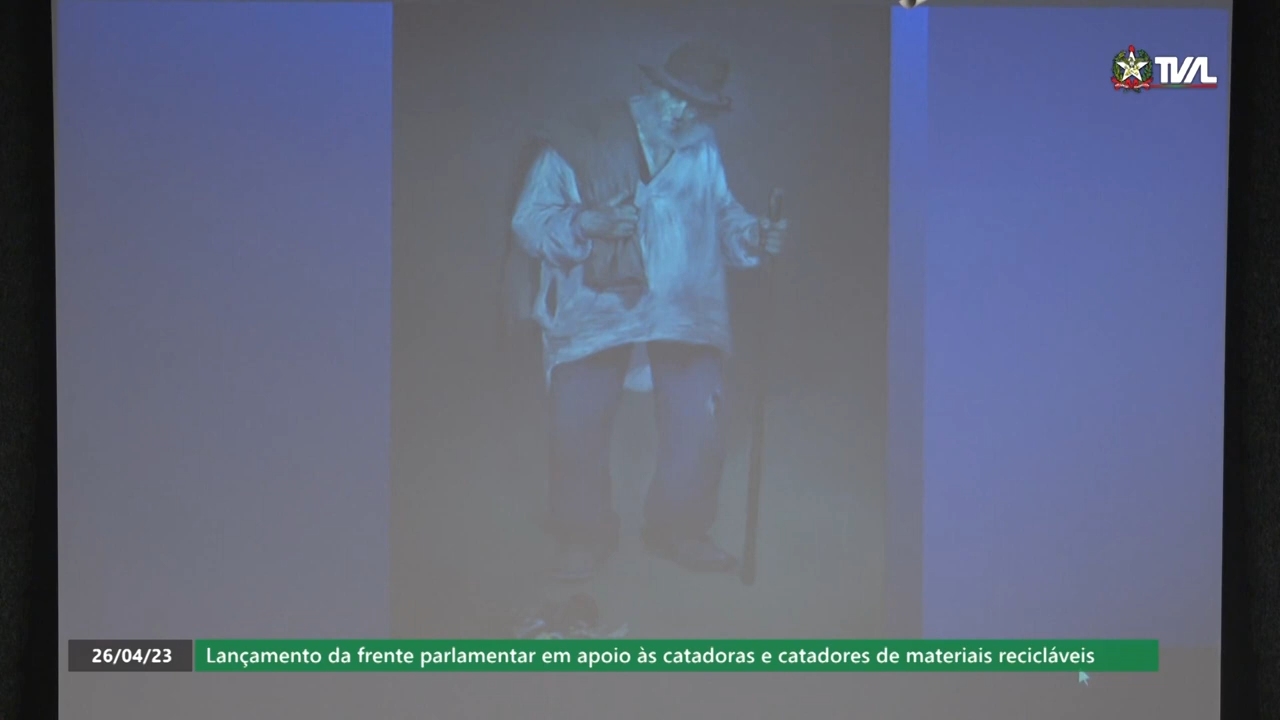 TVAL
26/04/23 Lançamento da frente parlamentar em apoio às catadoras e catadores de materiais recicláveis